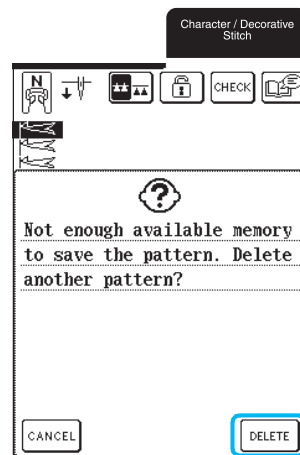 Character / Decorative
Stitch
N
CHECK
?
Not enough available memory
to save the pattern. Delete
another pattern?
CANCEL
DELETE